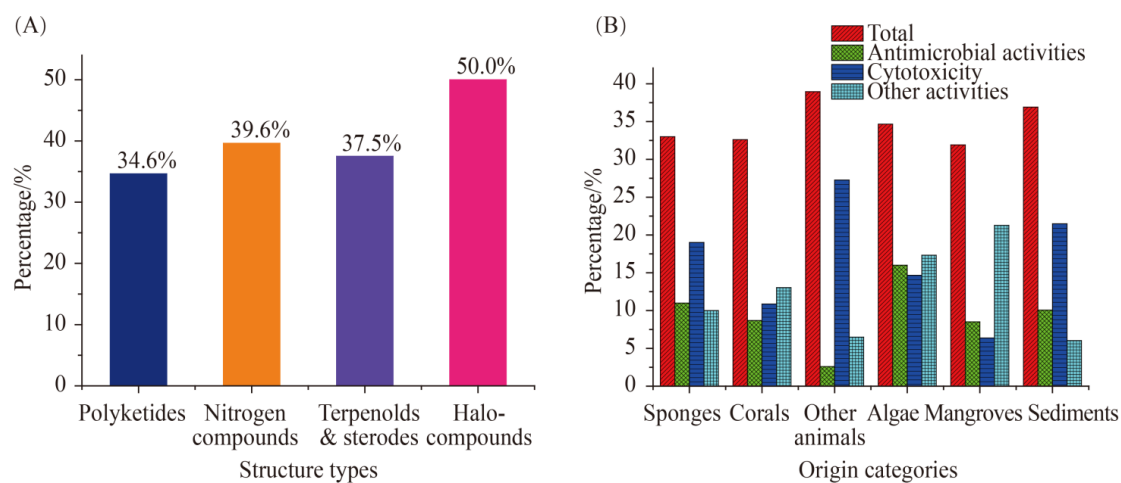 (A)
Percentage/%
50
40
30
20
10
0
34.6%
39.6%
37.5%
50.0%
Polyketides
Nitrogen
compounds
Terpenolds
& sterodes
Halo-
compounds
Structure types
(B)
Total
Antimicrobial activities
Cytotoxicity
Other activities
Percentage/%
40
35
30
25
20
15
10
5
0
Sponges
Corals
Other
animals
Algae
Mangroves
Sediments
Origin categories